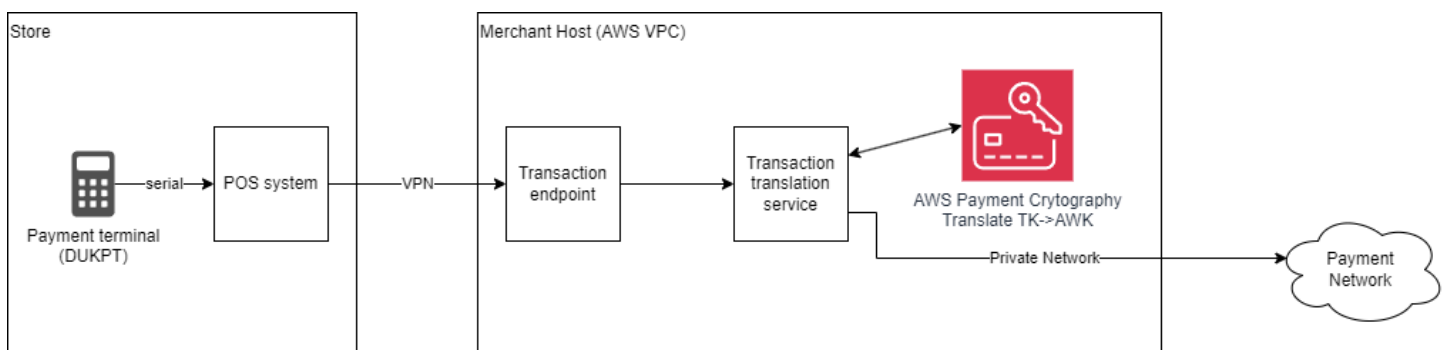 Store
Merchant Host (AWS VPC)
Payment terminal
(DUKPT)
serial
POS system
VPN
Transaction
endpoint
Transaction
translation
service
AWS Payment Crytography
Translate TK->AWK
Private Network
Payment
Network